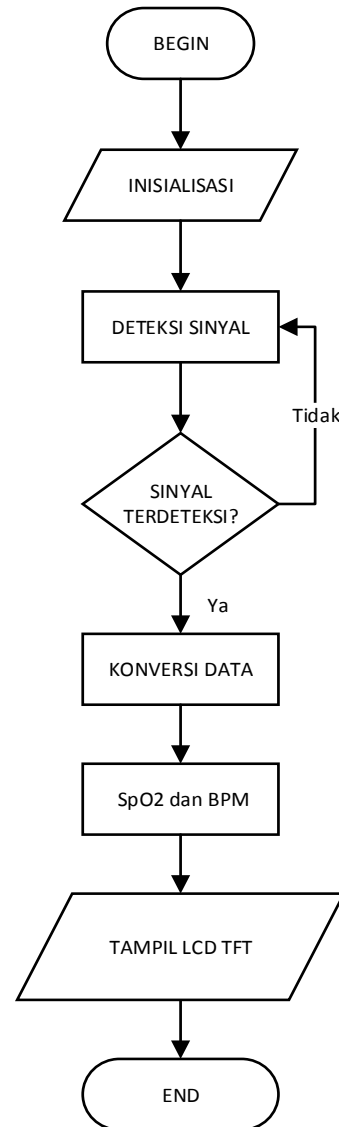 BEGIN
INISIALISASI
DETEKSI SINYAL
Tidak
SINYAL
TERDETEKSI?
Ya
KONVERSI DATA
SpO2 dan BPM
TAMPIL LCD TFT
END